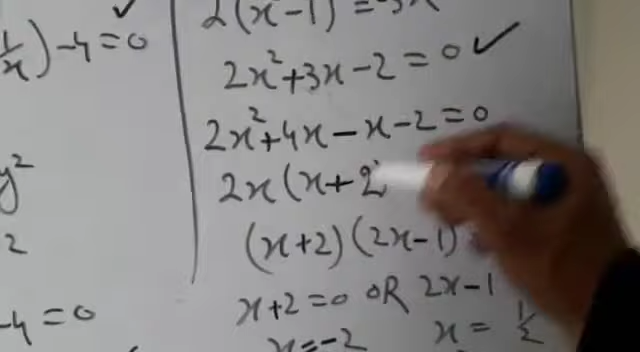 1/x) - 4 = 0
y²
2
-4 = 0
2(x-1) = -3x
2x² + 3x - 2 = 0 ✓
2x² + 4x - x - 2 = 0
2x(x+2)
(x+2)(2x-1)
x+2 = 0 OR 2x-1
x = -2 x = 1/2